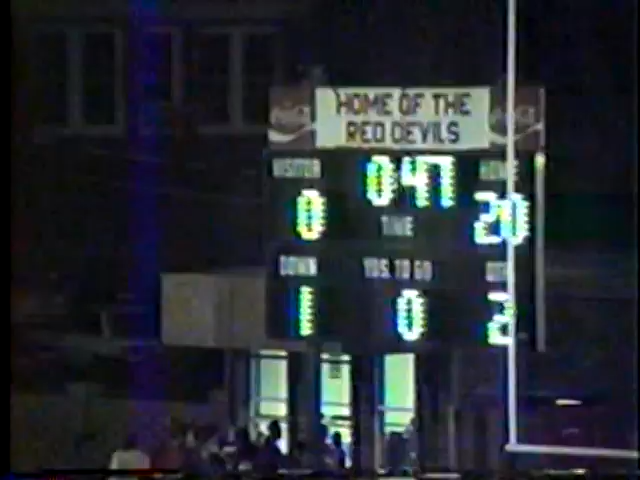 HOME OF THE
RED DEVILS
VISITOR 0:47 HOME
0 TIME 20
DOWN YDS. TO GO QTR
1 0 2